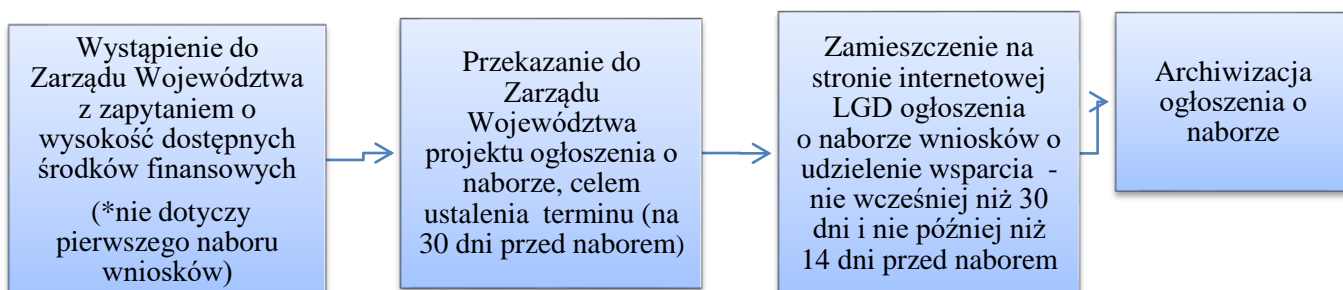 Wystąpienie do
Zarządu Województwa
z zapytaniem o
wysokość dostępnych
środków finansowych
(*nie dotyczy
pierwszego naboru
wniosków)
Przekazanie do
Zarządu
Województwa
projektu ogłoszenia o
naborze, celem
ustalenia terminu (na
30 dni przed naborem)
Zamieszczenie na
stronie internetowej
LGD ogłoszenia
o naborze wniosków o
udzielenie wsparcia -
nie wcześniej niż 30
dni i nie później niż
14 dni przed naborem
Archiwizacja
ogłoszenia o
naborze